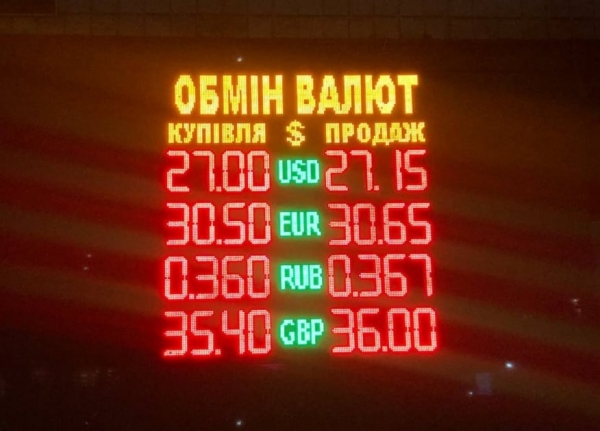 ОБМІН ВАЛЮТ
КУПІВЛЯ $ ПРОДАЖ
27.00 USD 27.15
30.50 EUR 30.65
0.360 RUB 0.367
35.40 GBP 36.00